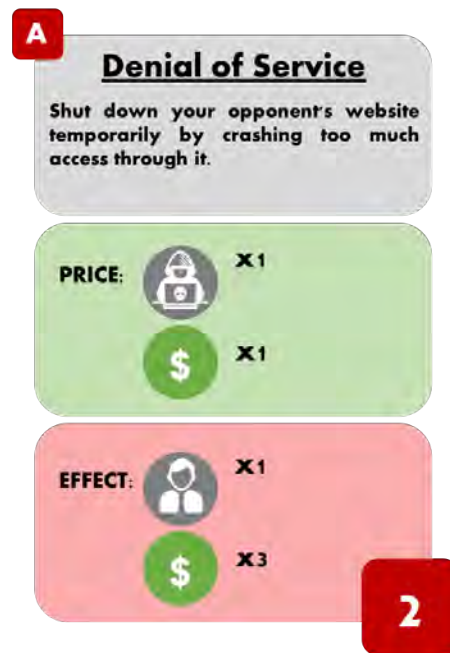 A
Denial of Service
Shut down your opponent's website
temporarily by crashing too much
access through it.
PRICE:
X1
$
X1
EFFECT:
X1
$
X3
2